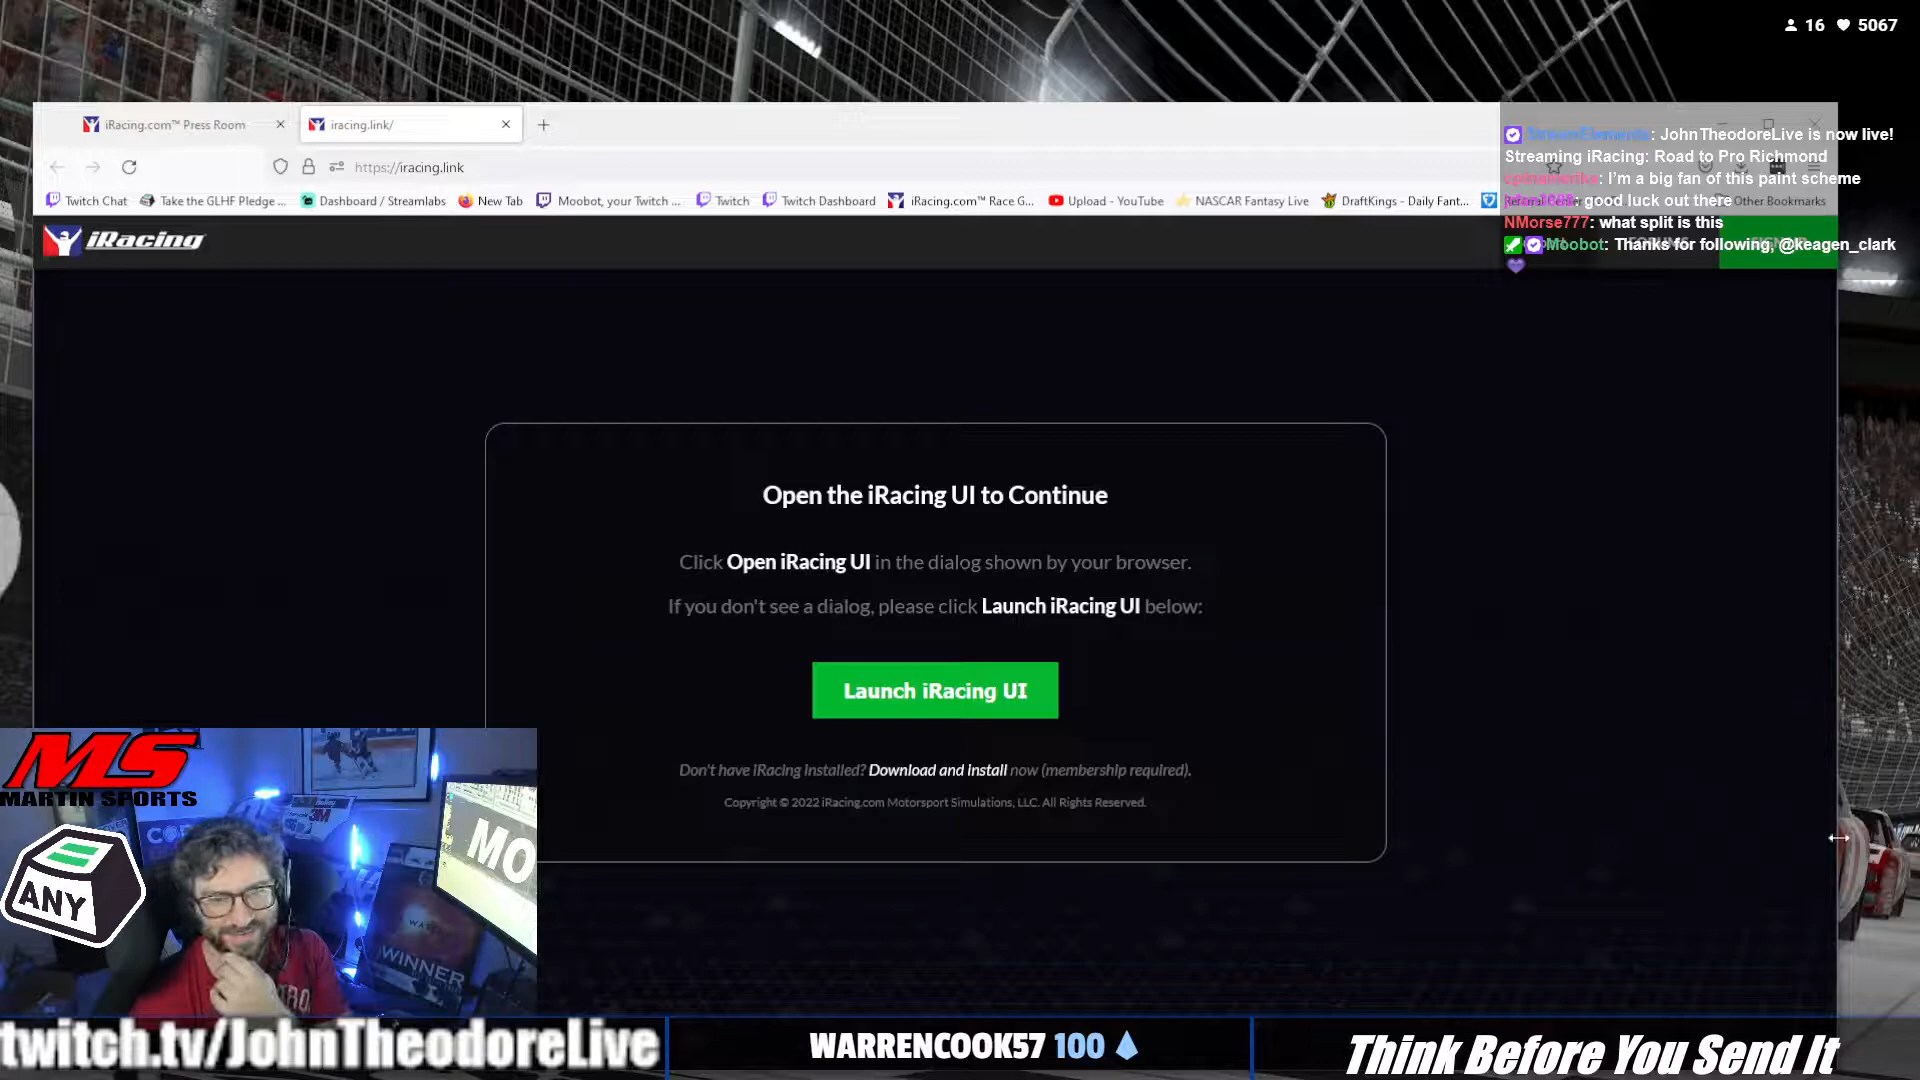 16 5067
iRacing.com™ Press Room
iracing.link/
https://iracing.link
Twitch Chat
Take the GLHF Pledge ...
Dashboard / Streamlabs
New Tab
Moobot, your Twitch ...
Twitch
Twitch Dashboard
iRacing.com™ Race G...
Upload - YouTube
NASCAR Fantasy Live
DraftKings - Daily Fant...
Other Bookmarks
: JohnTheodoreLive is now live!
Streaming iRacing: Road to Pro Richmond
: I'm a big fan of this paint scheme
: good luck out there
NMorse777: what split is this
Moobot: Thanks for following, @keagen_clark
iRacing
Open the iRacing UI to Continue
Click Open iRacing UI in the dialog shown by your browser.
If you don't see a dialog, please click Launch iRacing UI below:
Launch iRacing UI
Don't have iRacing installed? Download and install now (membership required).
Copyright © 2022 iRacing.com Motorsport Simulations, LLC. All Rights Reserved.
MS
MARTIN SPORTS
ANY
3M
MO
WINNER
twitch.tv/JohnTheodoreLive
WARRENCOOK57 100
Think Before You Send It